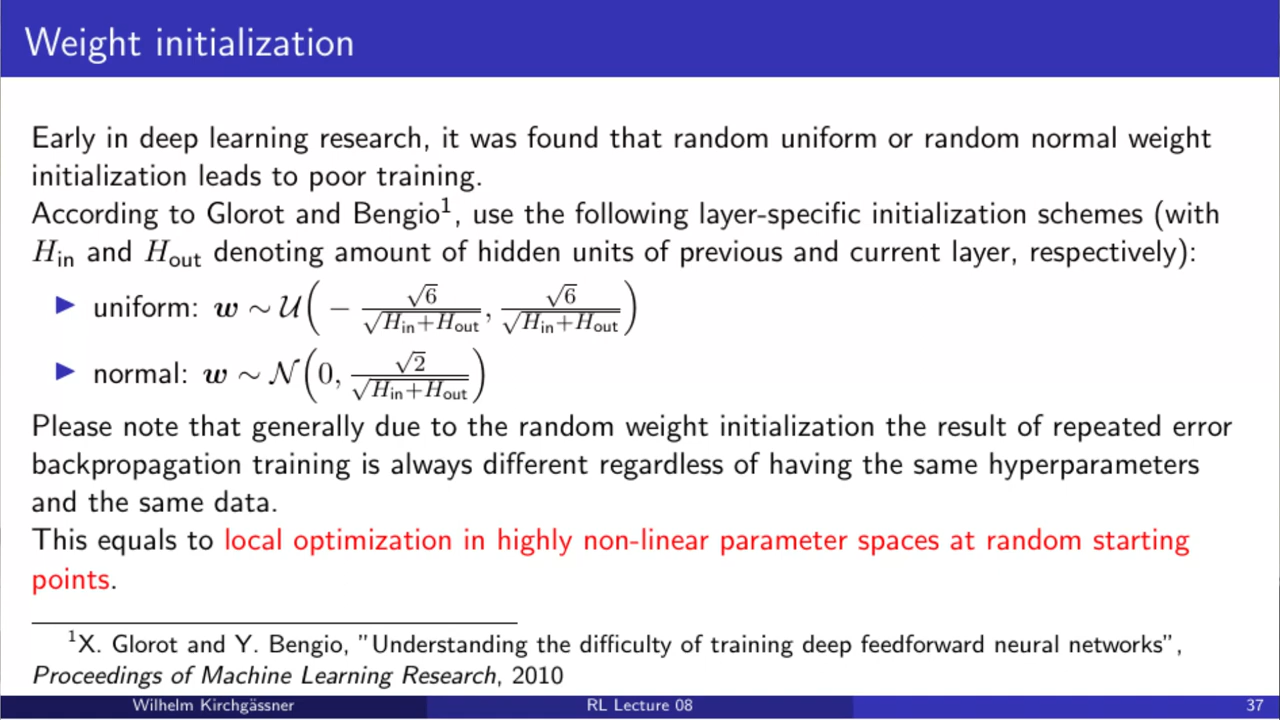 Weight initialization
Early in deep learning research, it was found that random uniform or random normal weight
initialization leads to poor training.
According to Glorot and Bengio¹, use the following layer-specific initialization schemes (with
H_in and H_out denoting amount of hidden units of previous and current layer, respectively):
▶ uniform: w ∼ U( − √6/√(H_in+H_out), √6/√(H_in+H_out) )
▶ normal: w ∼ N( 0, √2/√(H_in+H_out) )
Please note that generally due to the random weight initialization the result of repeated error
backpropagation training is always different regardless of having the same hyperparameters
and the same data.
This equals to local optimization in highly non-linear parameter spaces at random starting
points.
¹X. Glorot and Y. Bengio, ”Understanding the difficulty of training deep feedforward neural networks”,
Proceedings of Machine Learning Research, 2010
Wilhelm Kirchgässner RL Lecture 08 37